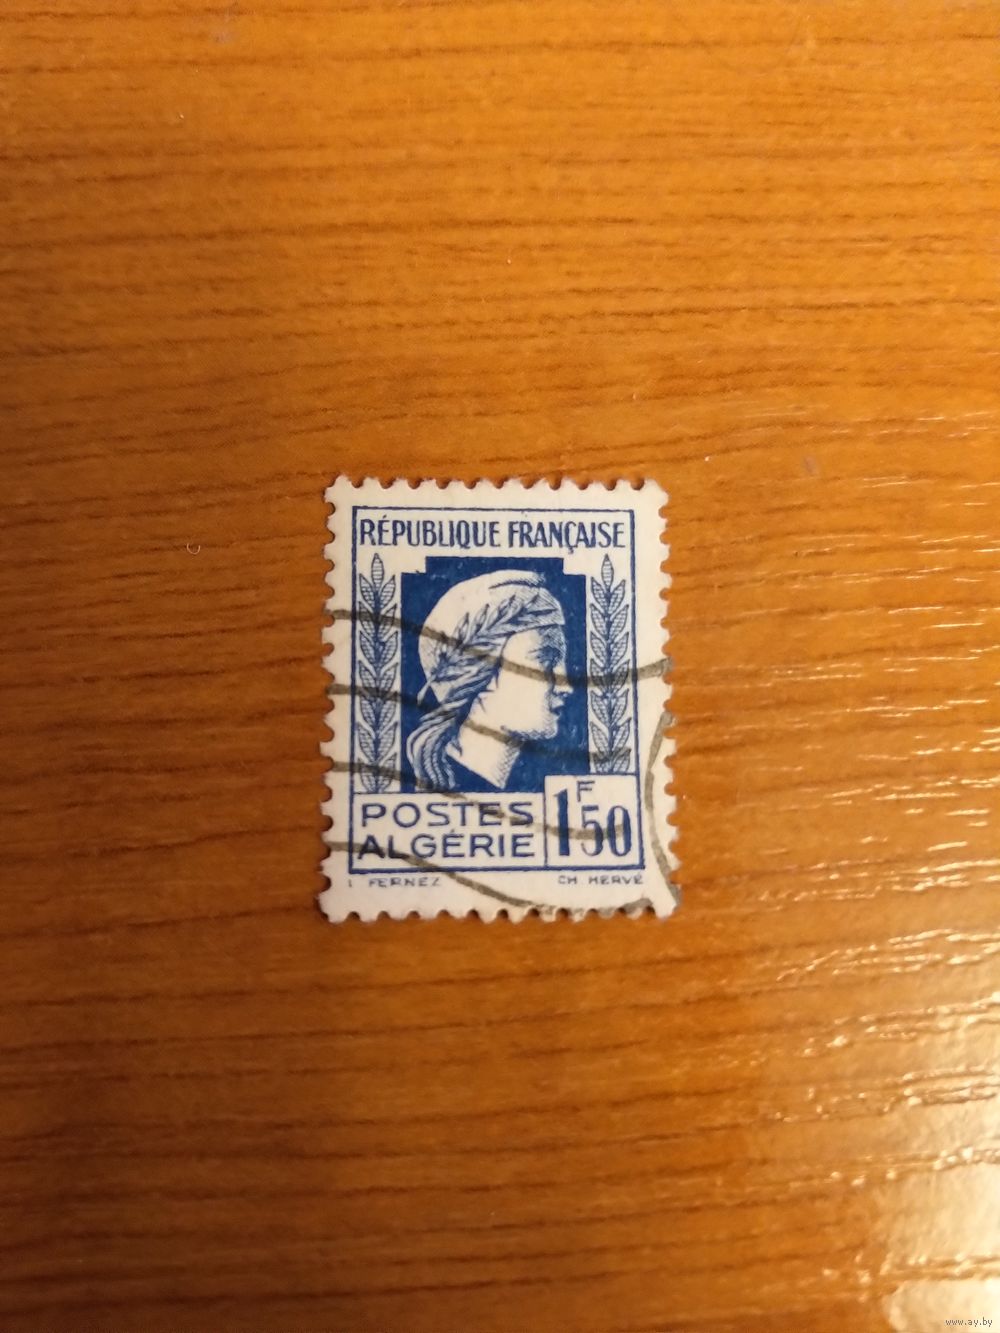 RÉPUBLIQUE FRANÇAISE
POSTES
ALGÉRIE
1F50
L FERNEZ
CH. HERVÉ
www.ay.by